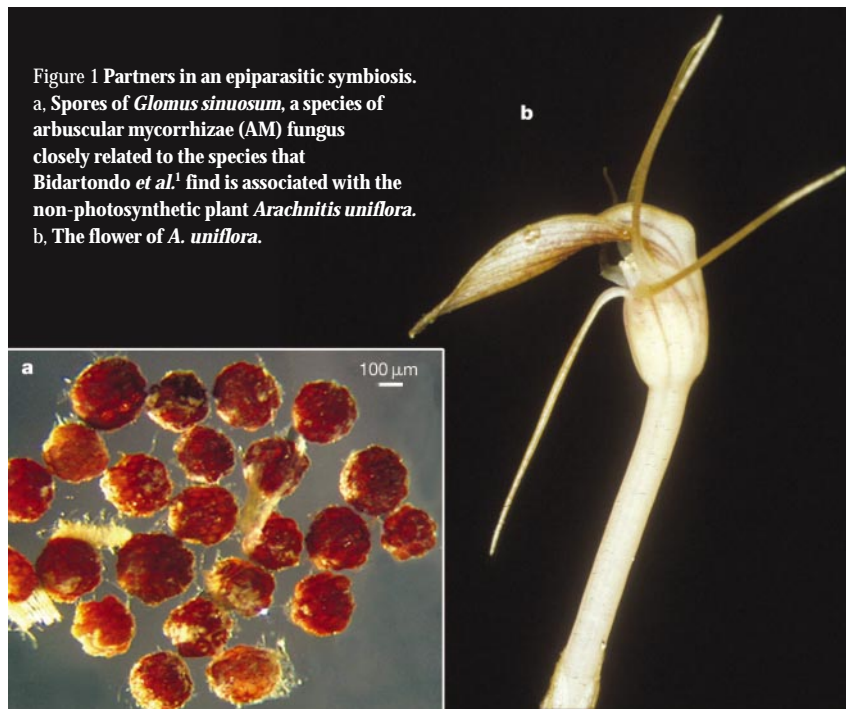 Figure 1 Partners in an epiparasitic symbiosis.
a, Spores of Glomus sinuosum, a species of
arbuscular mycorrhizae (AM) fungus
closely related to the species that
Bidartondo et al.¹ find is associated with the
non-photosynthetic plant Arachnitis uniflora.
b, The flower of A. uniflora.
b
a
100 µm